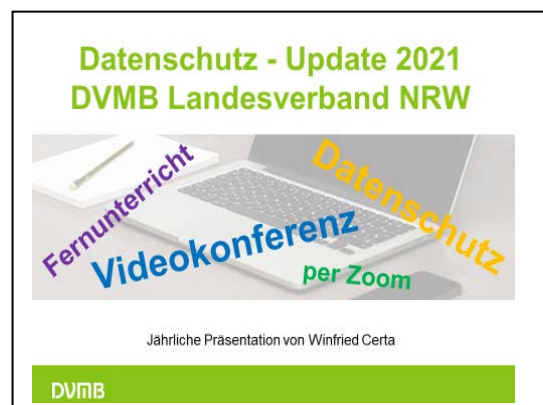 Datenschutz - Update 2021
DVMB Landesverband NRW
Fernunterricht
Datenschutz
Videokonferenz
per Zoom
Jährliche Präsentation von Winfried Certa
DVMB